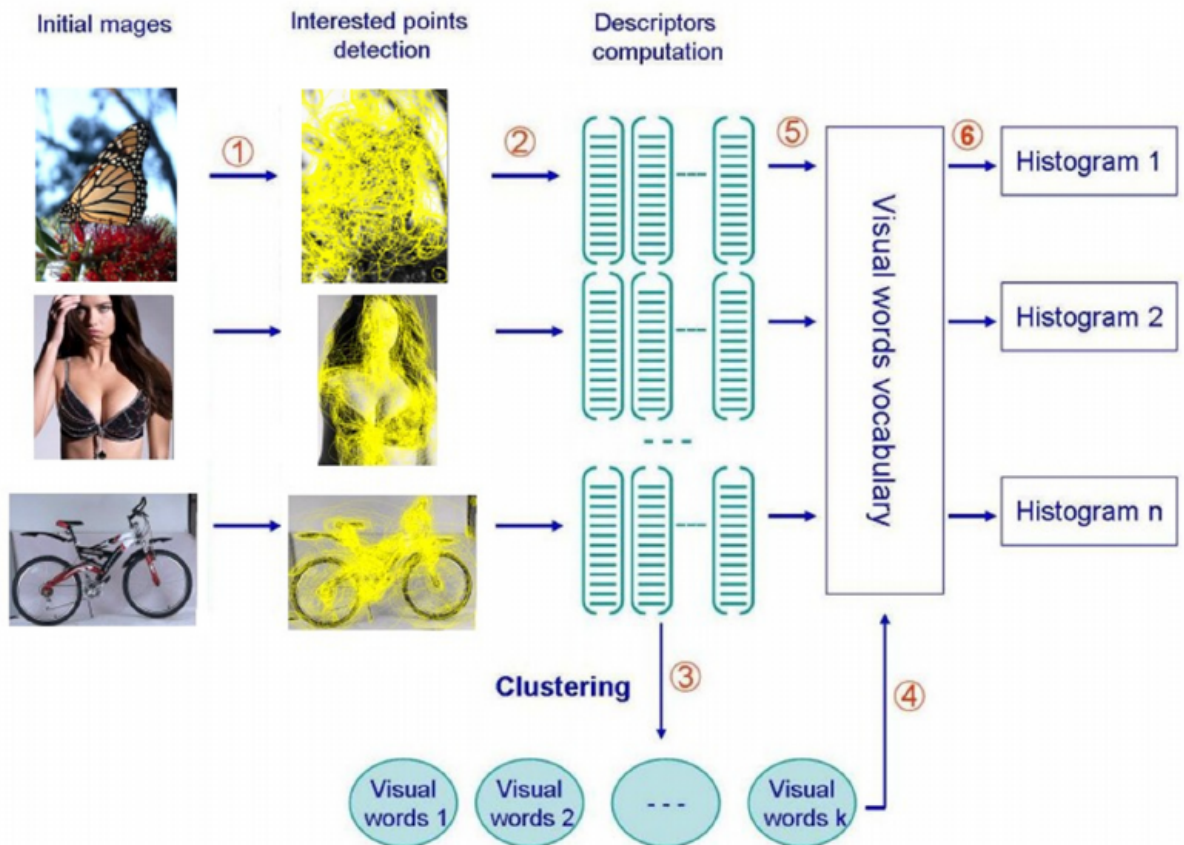 Initial mages
Interested points
detection
Descriptors
computation
①
②
⑤
⑥
Histogram 1
Histogram 2
Histogram n
Visual words vocabulary
Clustering
③
④
Visual
words 1
Visual
words 2
- - -
Visual
words k